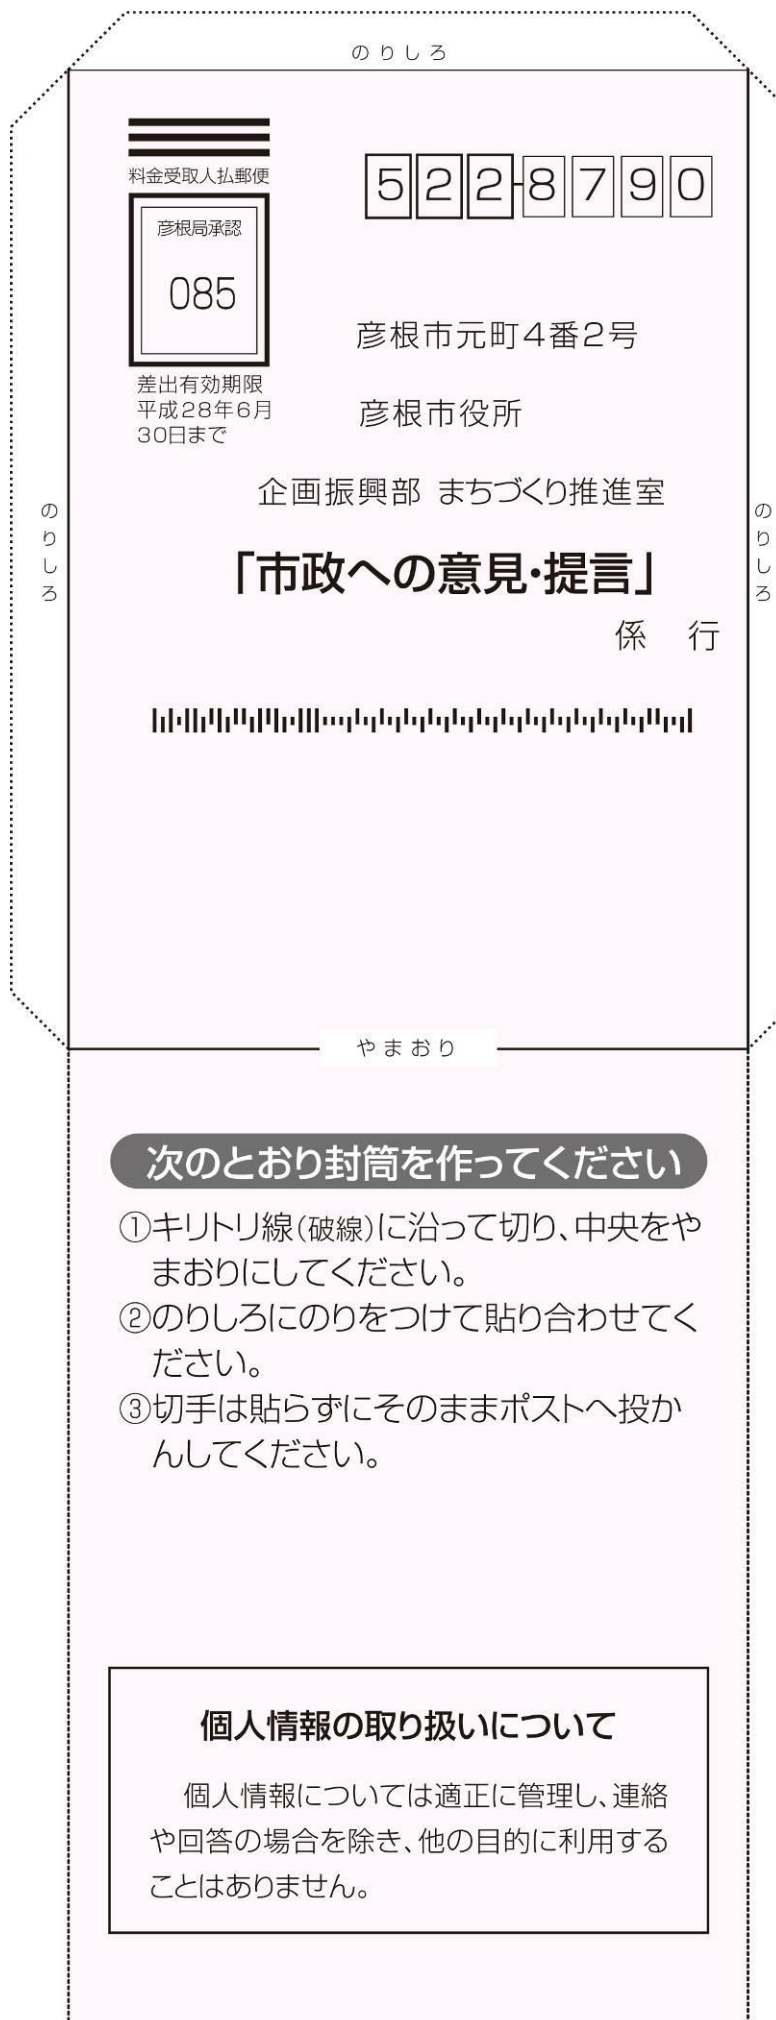 のりしろ
料金受取人払郵便
彦根局承認
085
差出有効期限
平成28年6月
30日まで
522-8790
彦根市元町4番2号
彦根市役所
企画振興部 まちづくり推進室
「市政への意見・提言」
係 行
のりしろ
のりしろ
やまおり
次のとおり封筒を作ってください
①キリトリ線(破線)に沿って切り、中央をや
まおりにしてください。
②のりしろにのりをつけて貼り合わせてく
ださい。
③切手は貼らずにそのままポストへ投か
んしてください。
個人情報の取り扱いについて
個人情報については適正に管理し、連絡
や回答の場合を除き、他の目的に利用する
ことはありません。